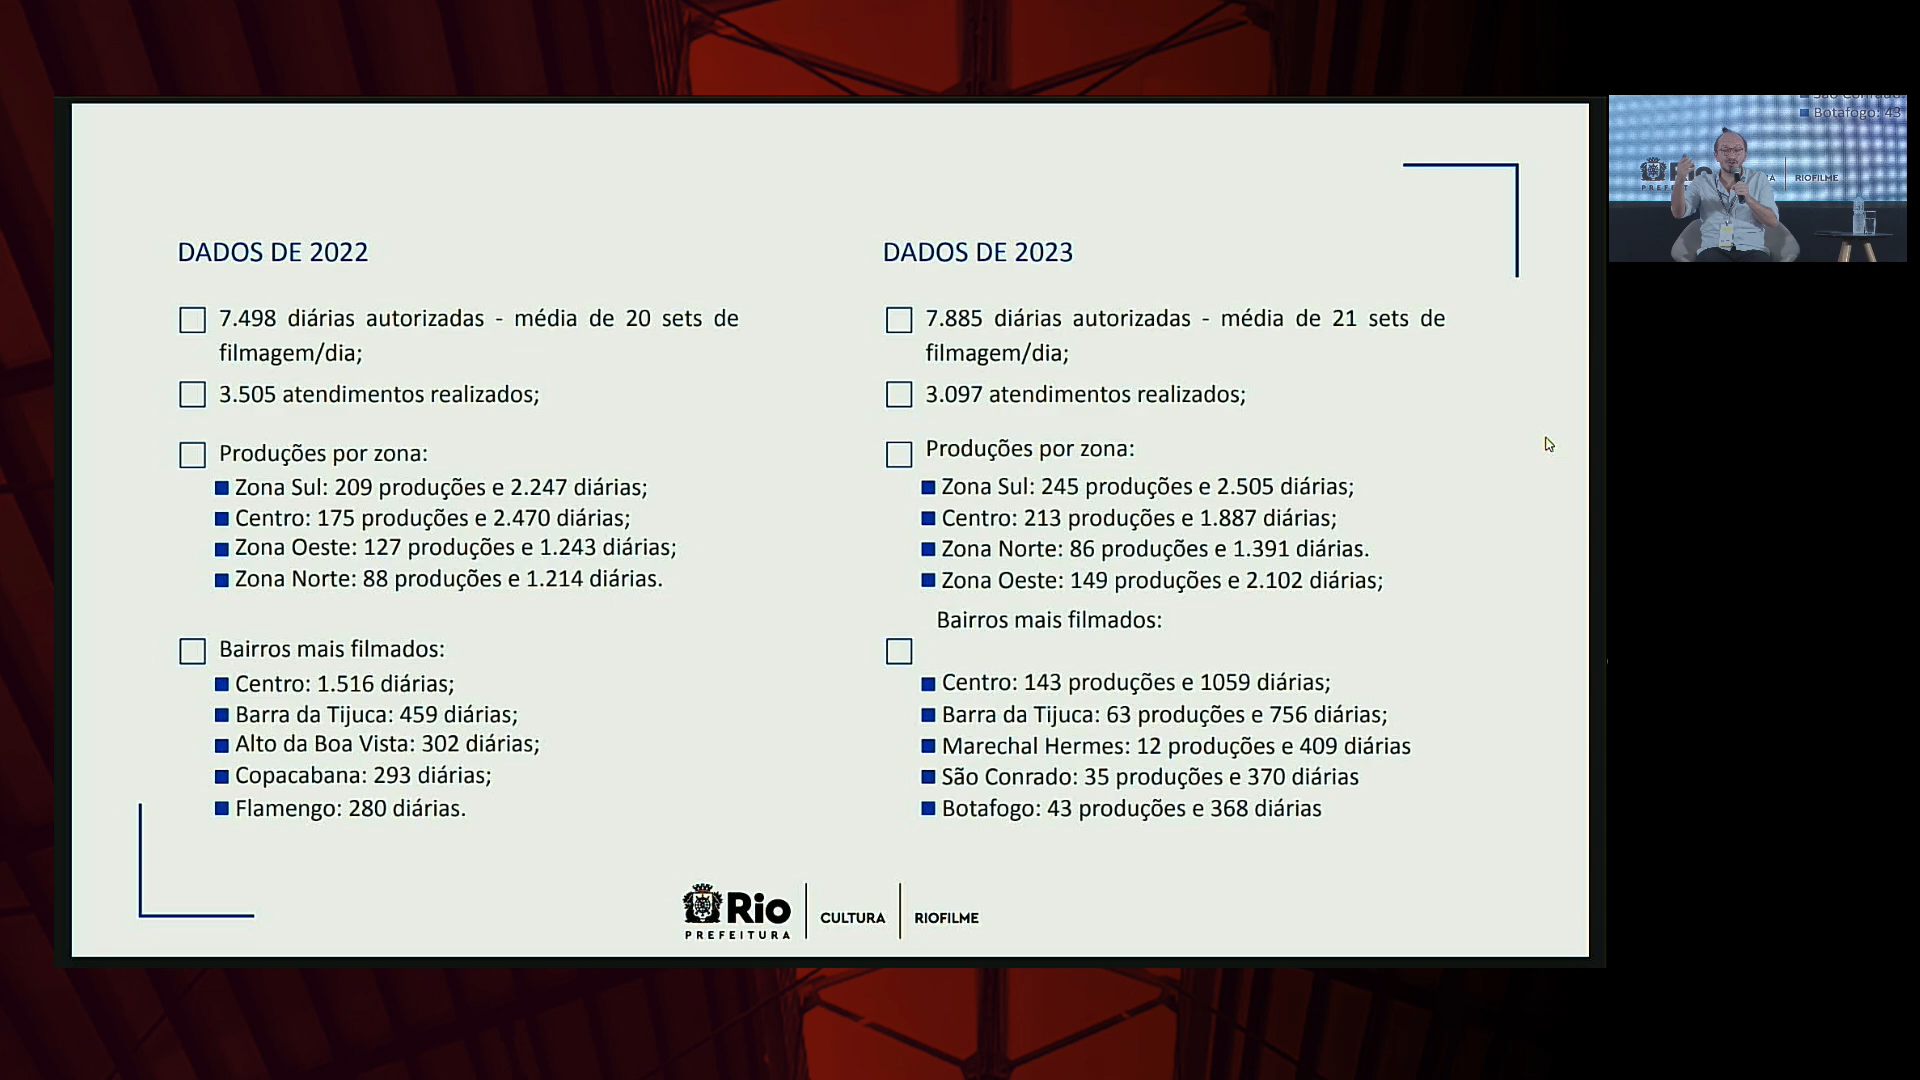 DADOS DE 2022
7.498 diárias autorizadas - média de 20 sets de
filmagem/dia;
3.505 atendimentos realizados;
Produções por zona:
Zona Sul: 209 produções e 2.247 diárias;
Centro: 175 produções e 2.470 diárias;
Zona Oeste: 127 produções e 1.243 diárias;
Zona Norte: 88 produções e 1.214 diárias.
Bairros mais filmados:
Centro: 1.516 diárias;
Barra da Tijuca: 459 diárias;
Alto da Boa Vista: 302 diárias;
Copacabana: 293 diárias;
Flamengo: 280 diárias.
DADOS DE 2023
7.885 diárias autorizadas - média de 21 sets de
filmagem/dia;
3.097 atendimentos realizados;
Produções por zona:
Zona Sul: 245 produções e 2.505 diárias;
Centro: 213 produções e 1.887 diárias;
Zona Norte: 86 produções e 1.391 diárias.
Zona Oeste: 149 produções e 2.102 diárias;
Bairros mais filmados:
Centro: 143 produções e 1059 diárias;
Barra da Tijuca: 63 produções e 756 diárias;
Marechal Hermes: 12 produções e 409 diárias
São Conrado: 35 produções e 370 diárias
Botafogo: 43 produções e 368 diárias
Rio
PREFEITURA
CULTURA
RIOFILME
Botafogo: 43
RIOFILME